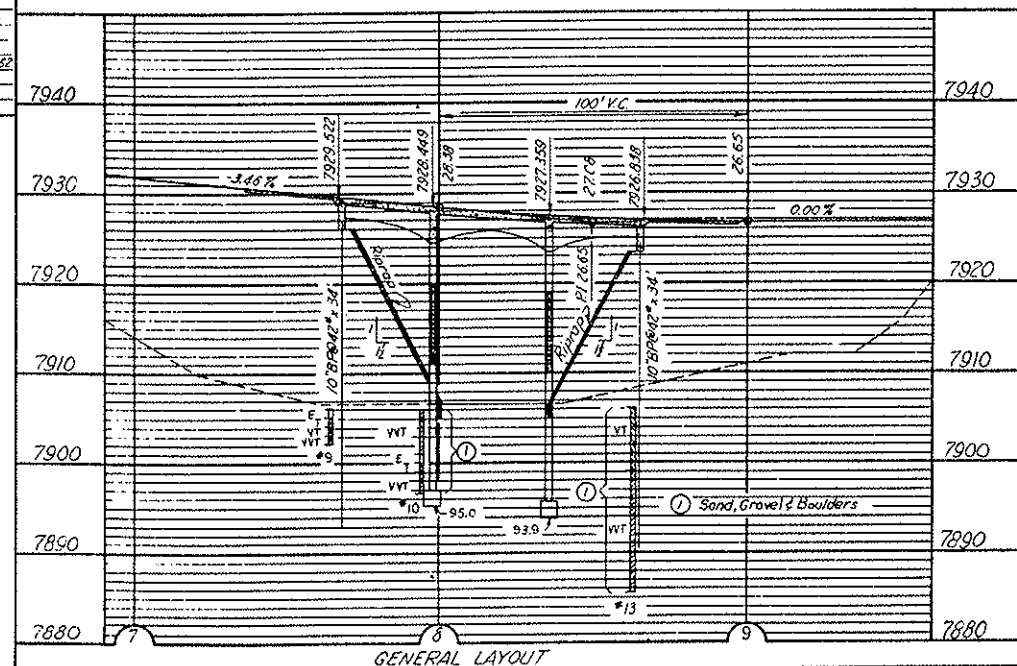 62
7940
7940
100' V.C.
7929.522
7928.449
28.38
7927.359
27.08
7926.838
26.65
7930
7930
-3.46%
0.00%
7920
7920
Riprap
Riprap
P.I. 26.65
10"BP@42# x 34'
10"BP@42# x 34'
1
1½
1
1½
7910
7910
VT
VVT
#9
VVT
VVT
#10
1
1
VT
VVT
#13
7900
7900
95.0
93.9
1 Sand, Gravel & Boulders
7890
7890
7880
7880
7
8
9
GENERAL LAYOUT